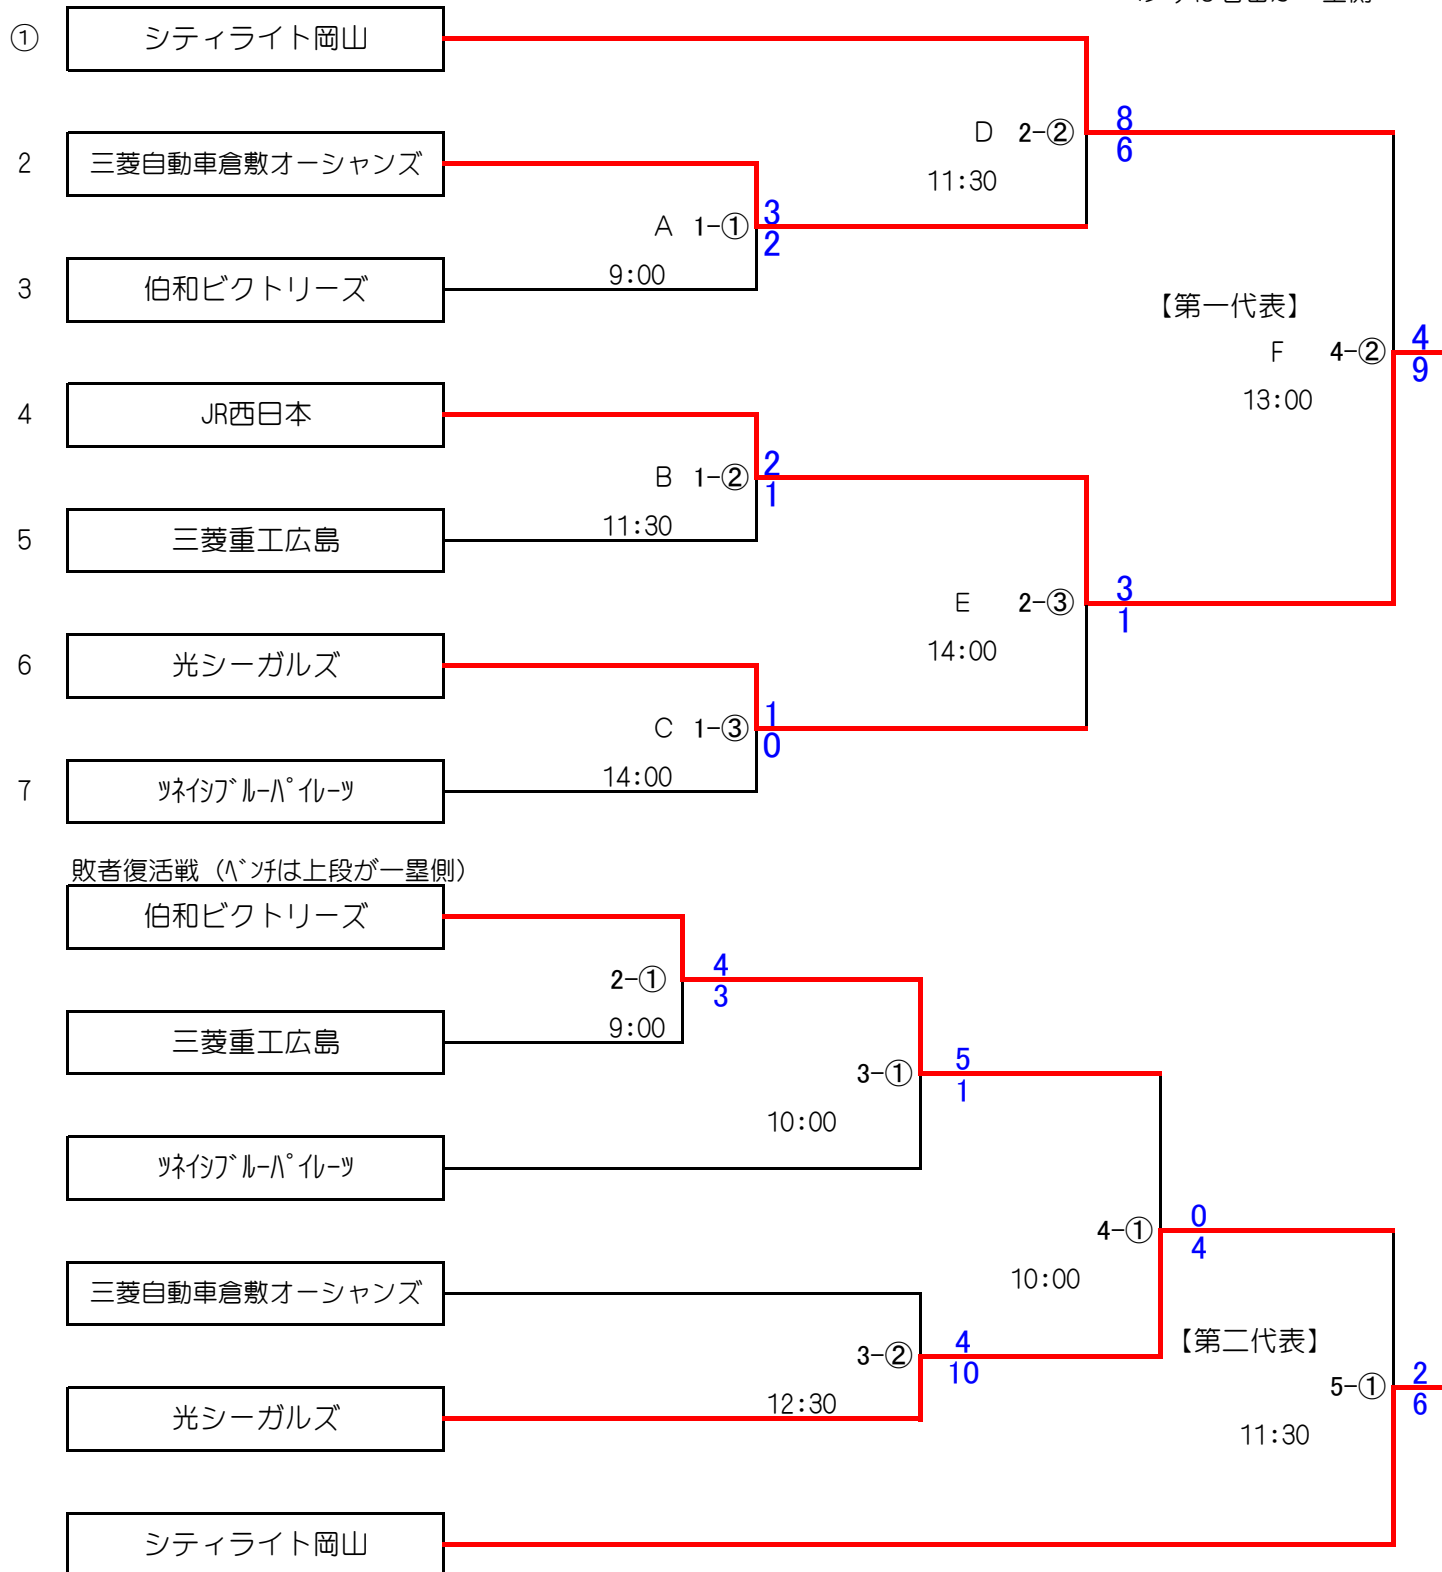 ① シティライト岡山
8
D 2-② 6
2 三菱自動車倉敷オーシャンズ
11:30
3
A 1-① 2
9:00
3 伯和ビクトリーズ
【第一代表】
4
F 4-② 9
13:00
4 JR西日本
2
B 1-② 1
11:30
5 三菱重工広島
3
E 2-③ 1
14:00
6 光シーガルズ
1
C 1-③ 0
14:00
7 ﾂﾈｲｼﾌﾞﾙｰﾊﾟｲﾚｰﾂ
敗者復活戦（ﾍﾞﾝﾁは上段が一塁側）
伯和ビクトリーズ
4
2-① 3
9:00
三菱重工広島
5
3-① 1
10:00
ﾂﾈｲｼﾌﾞﾙｰﾊﾟｲﾚｰﾂ
0
4-① 4
10:00
三菱自動車倉敷オーシャンズ
【第二代表】
4
3-② 10
12:30
2
5-① 6
光シーガルズ
11:30
シティライト岡山